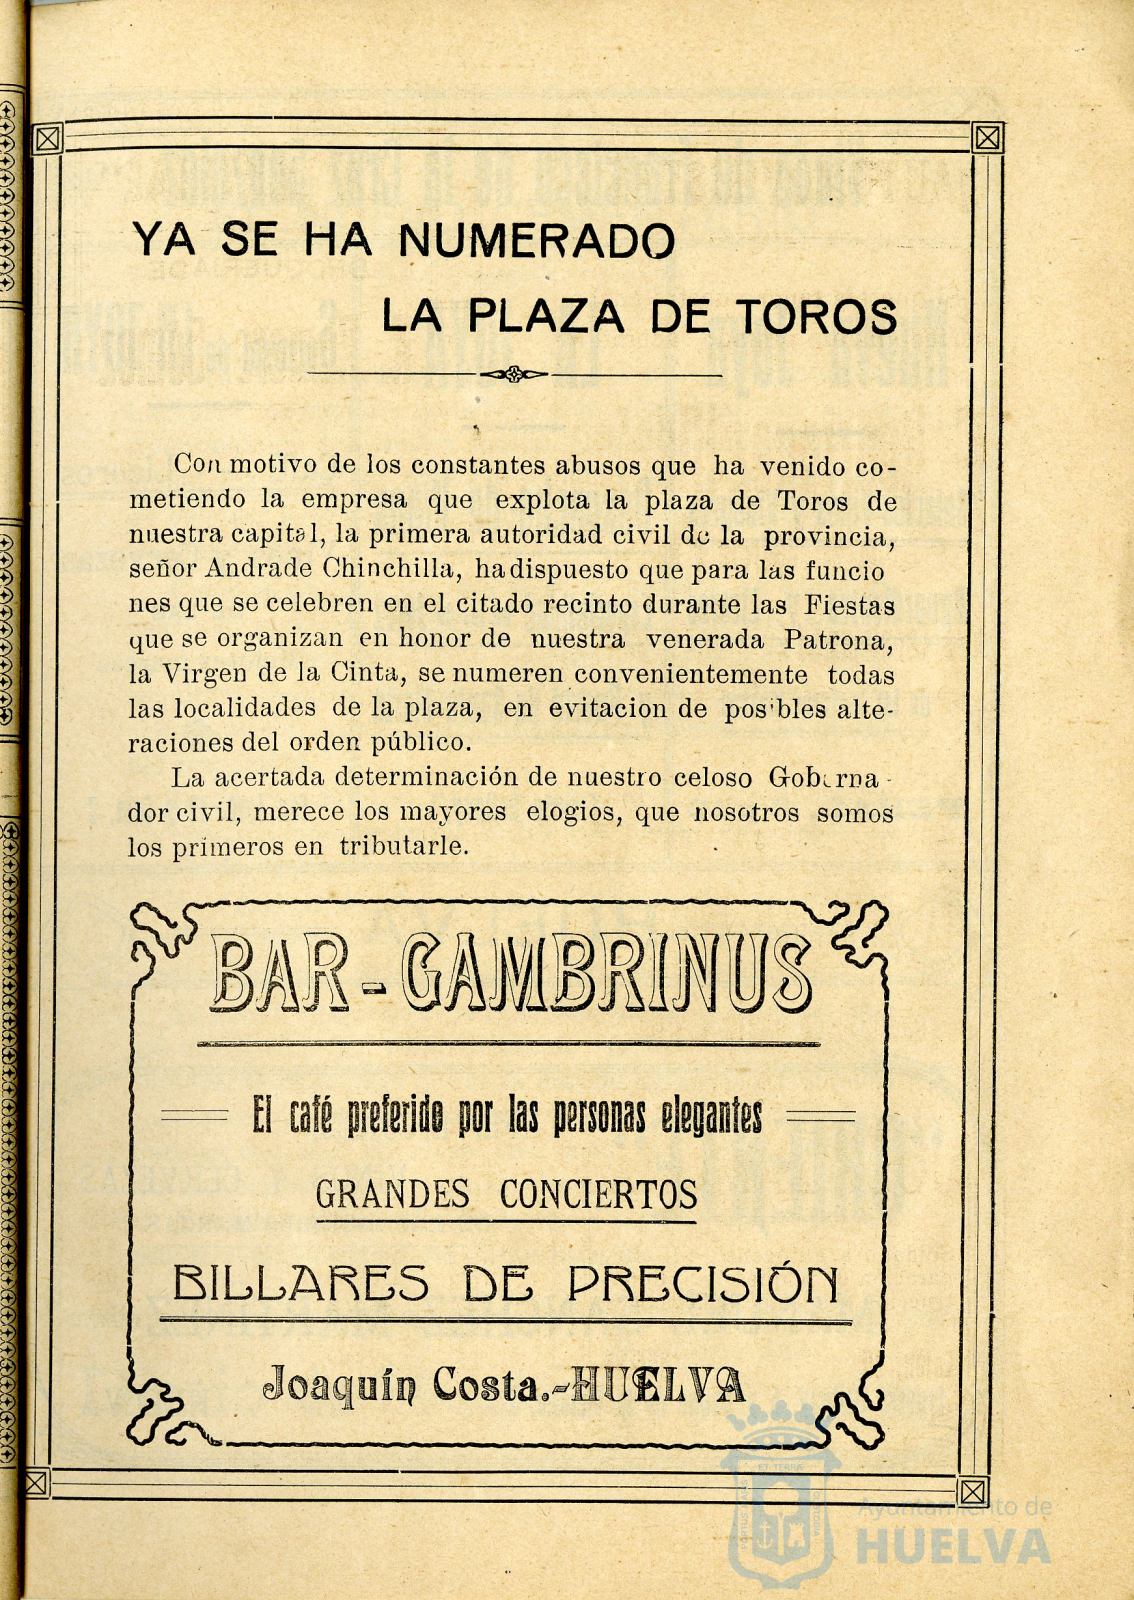 YA SE HA NUMERADO
LA PLAZA DE TOROS
Con motivo de los constantes abusos que ha venido co-
metiendo la empresa que explota la plaza de Toros de
nuestra capital, la primera autoridad civil de la provincia,
señor Andrade Chinchilla, ha dispuesto que para las funcio
nes que se celebren en el citado recinto durante las Fiestas
que se organizan en honor de nuestra venerada Patrona,
la Virgen de la Cinta, se numeren convenientemente todas
las localidades de la plaza, en evitacion de posibles alte-
raciones del orden público.
La acertada determinación de nuestro celoso Goberna-
dor civil, merece los mayores elogios, que nosotros somos
los primeros en tributarle.
BAR-GAMBRINUS
El café preferido por las personas elegantes
GRANDES CONCIERTOS
BILLARES DE PRECISIÓN
Joaquín Costa.-HUELVA
Ayuntamiento de
HUELVA